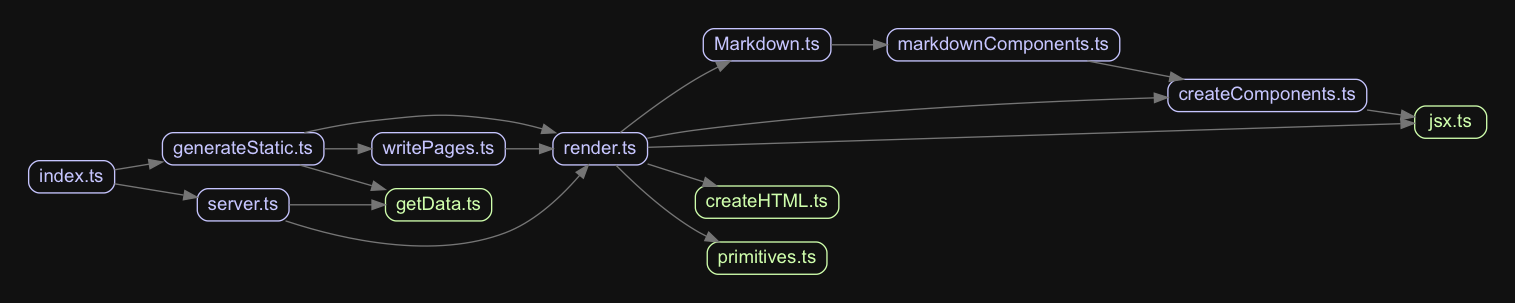 Markdown.ts
markdownComponents.ts
createComponents.ts
jsx.ts
generateStatic.ts
writePages.ts
render.ts
index.ts
server.ts
getData.ts
createHTML.ts
primitives.ts